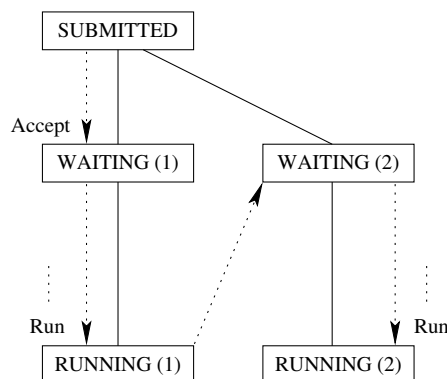 SUBMITTED
Accept
WAITING (1)
WAITING (2)
Run
Run
RUNNING (1)
RUNNING (2)